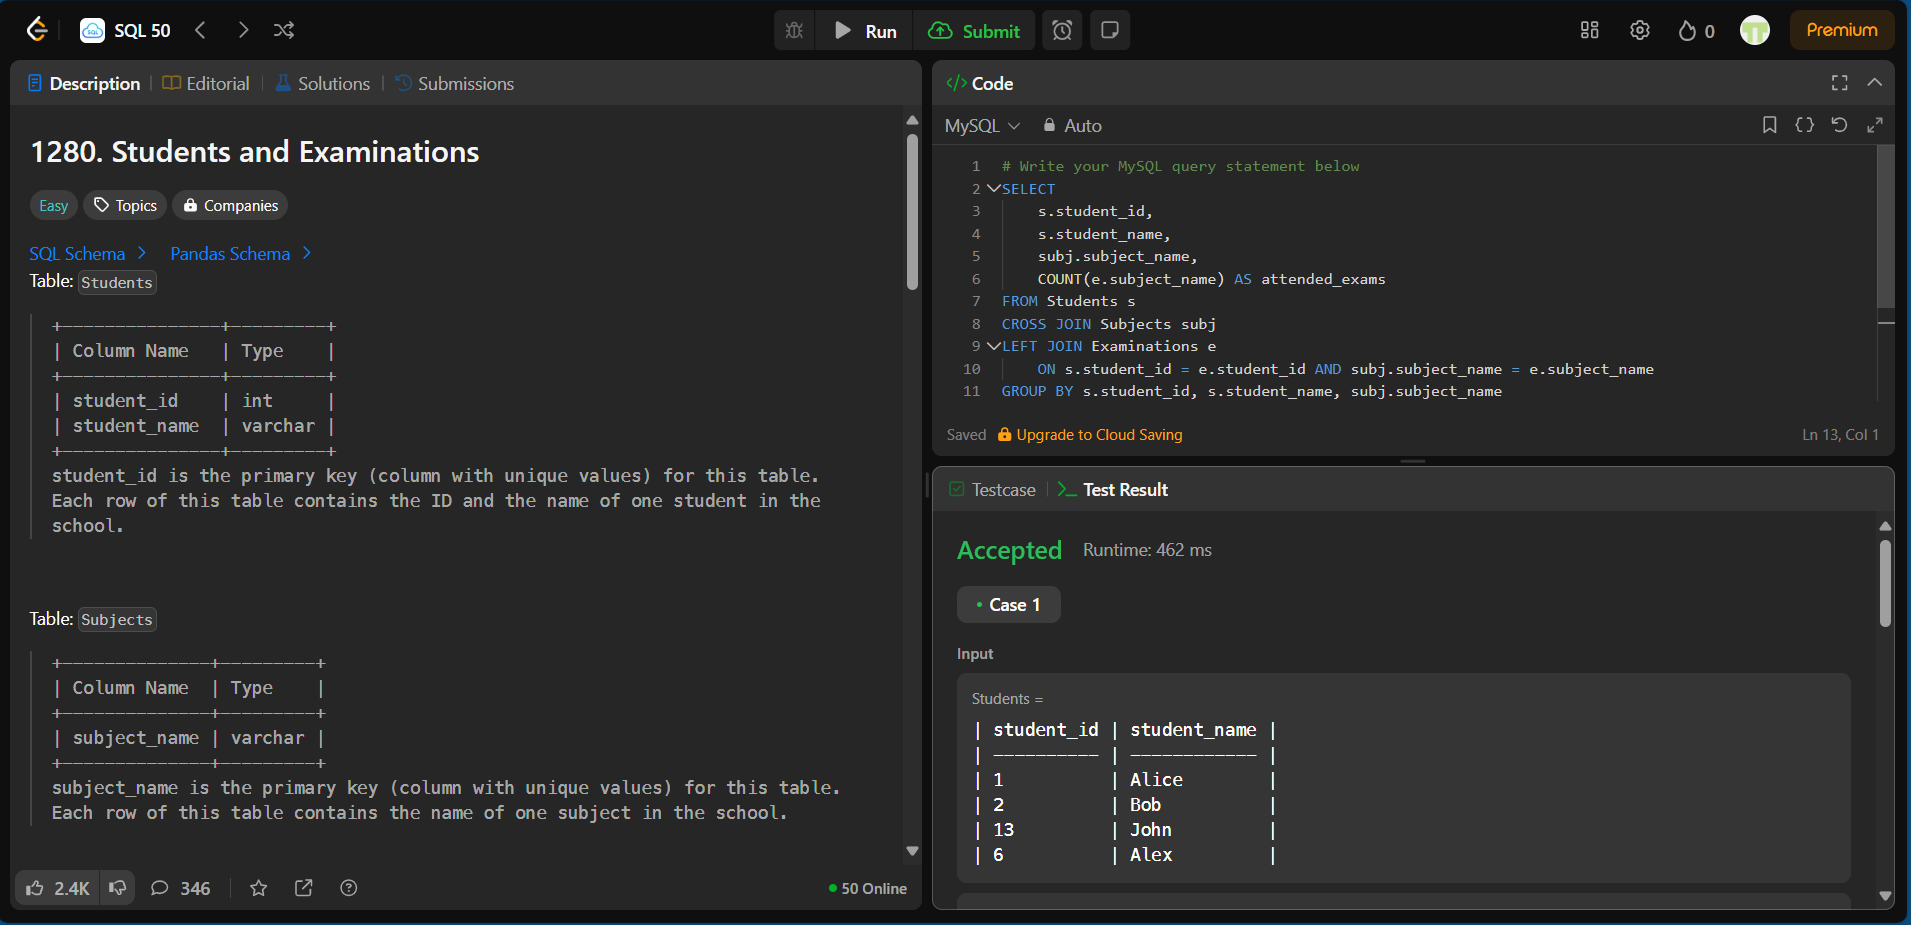 SQL 50
Run
Submit
0
Premium
Description
Editorial
Solutions
Submissions
1280. Students and Examinations
Easy
Topics
Companies
SQL Schema
Pandas Schema
Table: Students
+---------------+---------+
| Column Name   | Type    |
+---------------+---------+
| student_id    | int     |
| student_name  | varchar |
+---------------+---------+
student_id is the primary key (column with unique values) for this table.
Each row of this table contains the ID and the name of one student in the
school.
Table: Subjects
+--------------+---------+
| Column Name  | Type    |
+--------------+---------+
| subject_name | varchar |
+--------------+---------+
subject_name is the primary key (column with unique values) for this table.
Each row of this table contains the name of one subject in the school.
2.4K
346
50 Online
</> Code
MySQL
Auto
1 # Write your MySQL query statement below
2 SELECT
3     s.student_id,
4     s.student_name,
5     subj.subject_name,
6     COUNT(e.subject_name) AS attended_exams
7 FROM Students s
8 CROSS JOIN Subjects subj
9 LEFT JOIN Examinations e
10     ON s.student_id = e.student_id AND subj.subject_name = e.subject_name
11 GROUP BY s.student_id, s.student_name, subj.subject_name
Saved
Upgrade to Cloud Saving
Ln 13, Col 1
Testcase
Test Result
Accepted
Runtime: 462 ms
Case 1
Input
Students =
| student_id | student_name |
| ---------- | ------------ |
| 1          | Alice        |
| 2          | Bob          |
| 13         | John         |
| 6          | Alex         |